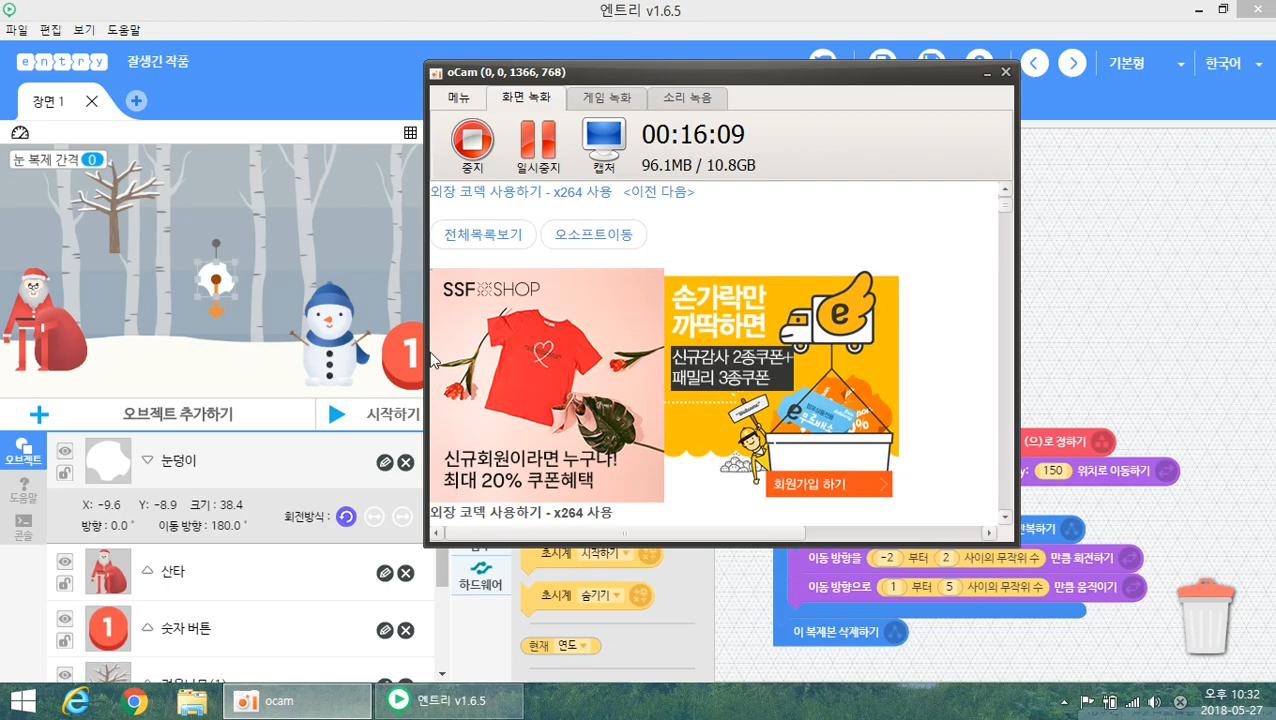 엔트리 v1.6.5
파일 편집 보기 도움말
entry 잘생긴 작품
기본형
한국어
장면 1
눈 복제 간격 0
1
오브젝트 추가하기
시작하기
오브젝트
도움말
콘솔
눈덩이
X: -9.6 Y: -8.9 크기 : 38.4
방향 : 0.0° 이동 방향 : 180.0° 회전방식 :
산타
1
숫자 버튼
oCam (0, 0, 1366, 768)
메뉴 화면 녹화 게임 녹화 소리 녹음
중지 일시중지 캡처
00:16:09
96.1MB / 10.8GB
외장 코덱 사용하기 - x264 사용 <이전 다음>
전체목록보기 오소프트이동
SSF SHOP
신규회원이라면 누구나!
최대 20% 쿠폰혜택
손가락만
까딱하면
신규감사 2종쿠폰+
패밀리 3종쿠폰
e
회원가입 하기
외장 코덱 사용하기 - x264 사용
(으)로 정하기
y: 150 위치로 이동하기
반복하기
이동 방향을 -2 부터 2 사이의 무작위 수 만큼 회전하기
이동 방향으로 1 부터 5 사이의 무작위 수 만큼 움직이기
이 복제본 삭제하기
하드웨어
초시계 시작하기
초시계 숨기기
현재 연도
ocam
엔트리 v1.6.5
오후 10:32
2018-05-27